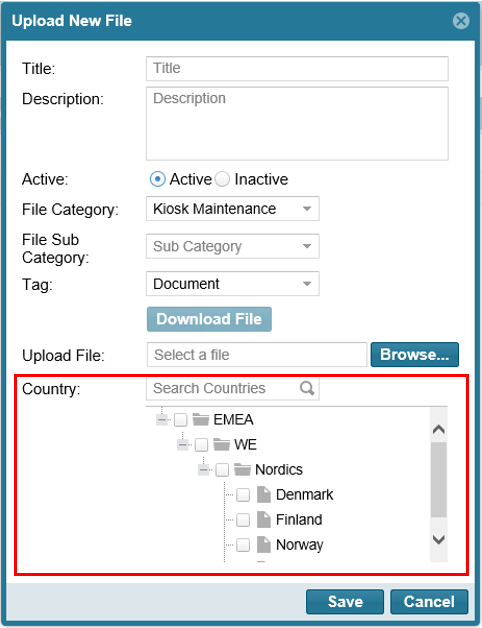 Upload New File
Title: Title
Description: Description
Active: Active Inactive
File Category: Kiosk Maintenance
File Sub
Category: Sub Category
Tag: Document
Download File
Upload File: Select a file Browse...
Country: Search Countries
EMEA
WE
Nordics
Denmark
Finland
Norway
Save Cancel